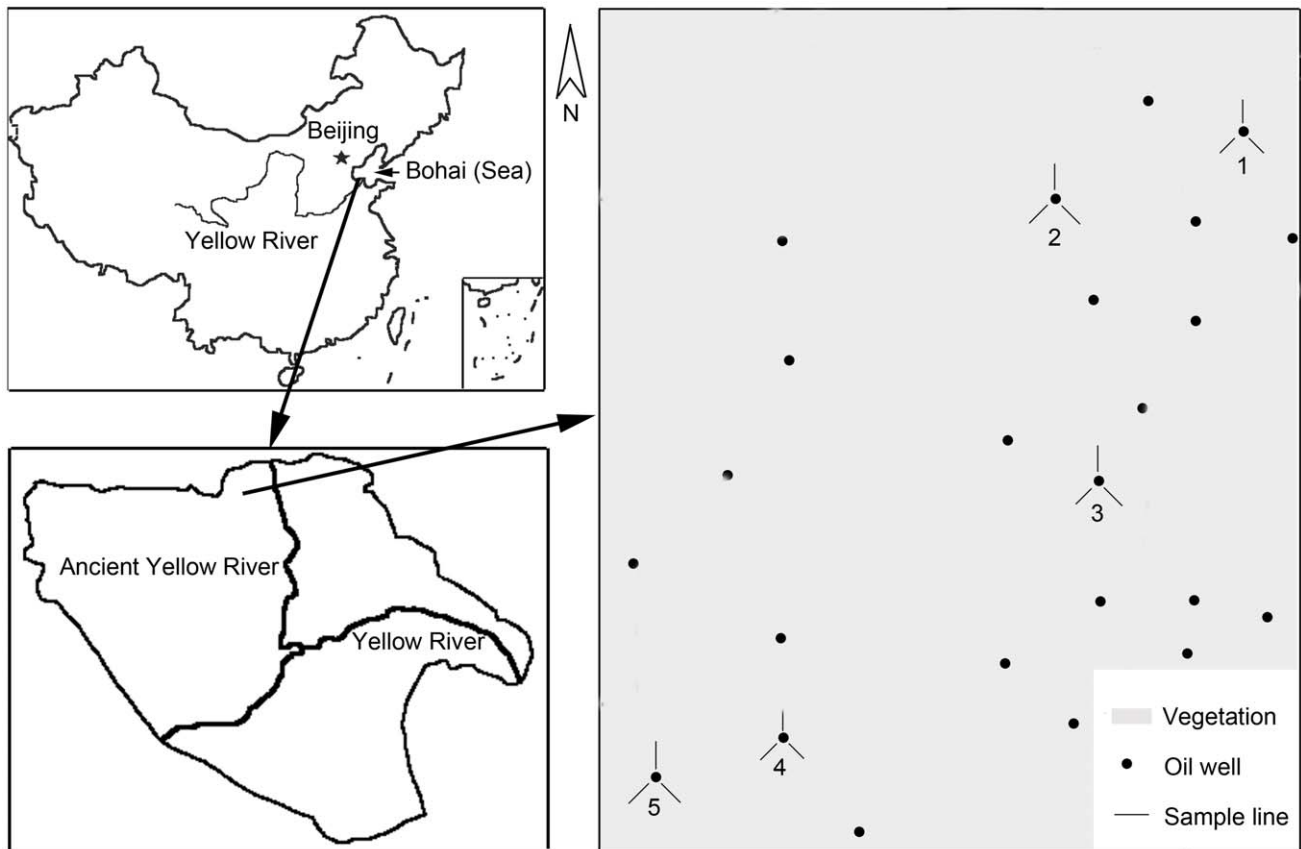 Beijing
Bohai (Sea)
Yellow River
N
Ancient Yellow River
Yellow River
1
2
3
4
5
Vegetation
Oil well
Sample line